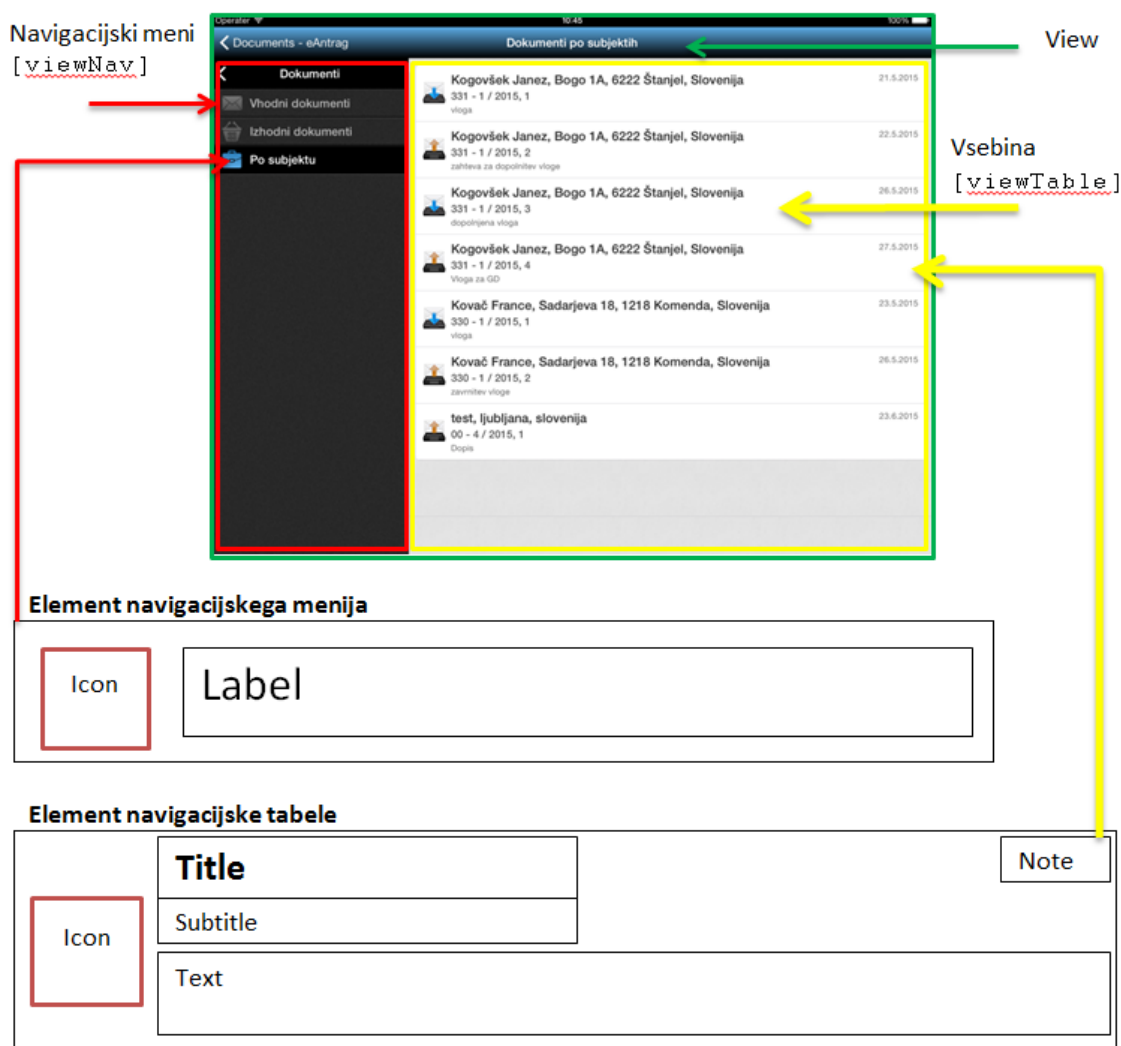 Navigacijski meni
[viewNav]
Operater 10:45 100%
Documents - eAntrag
Dokumenti po subjektih
View
Dokumenti
Vhodni dokumenti
Izhodni dokumenti
Po subjektu
Kogovšek Janez, Bogo 1A, 6222 Štanjel, Slovenija 21.5.2015
331 - 1 / 2015, 1
vloga
Kogovšek Janez, Bogo 1A, 6222 Štanjel, Slovenija 22.5.2015
331 - 1 / 2015, 2
zahteva za dopolnitev vloge
Kogovšek Janez, Bogo 1A, 6222 Štanjel, Slovenija 26.5.2015
331 - 1 / 2015, 3
dopolnjena vloga
Kogovšek Janez, Bogo 1A, 6222 Štanjel, Slovenija 27.5.2015
331 - 1 / 2015, 4
Vloga za GD
Kovač France, Sadarjeva 18, 1218 Komenda, Slovenija 23.5.2015
330 - 1 / 2015, 1
vloga
Kovač France, Sadarjeva 18, 1218 Komenda, Slovenija 26.5.2015
330 - 1 / 2015, 2
zavrnitev vloge
test, ljubljana, slovenija 23.6.2015
00 - 4 / 2015, 1
Dopis
Vsebina
[viewTable]
Element navigacijskega menija
Icon
Label
Element navigacijske tabele
Icon
Title
Subtitle
Text
Note